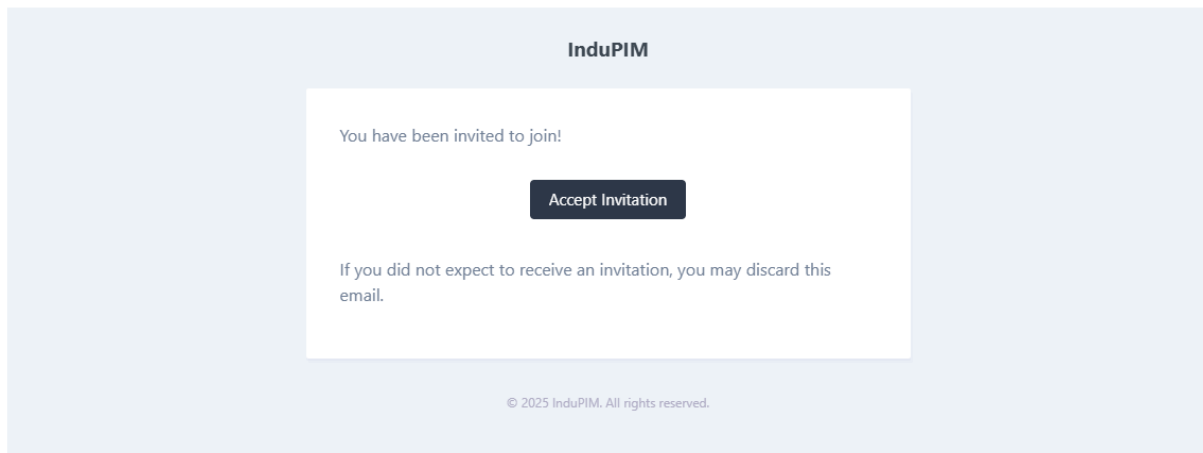 InduPIM
You have been invited to join!
Accept Invitation
If you did not expect to receive an invitation, you may discard this
email.
© 2025 InduPIM. All rights reserved.